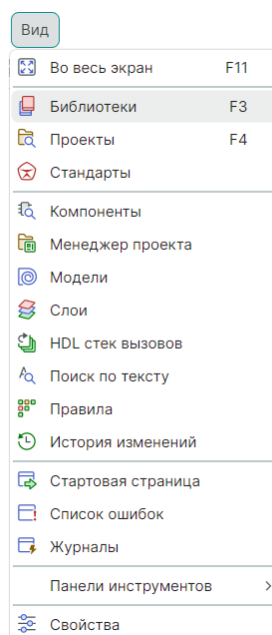 Вид
Во весь экран F11
Библиотеки F3
Проекты F4
Стандарты
Компоненты
Менеджер проекта
Модели
Слои
HDL стек вызовов
Поиск по тексту
Правила
История изменений
Стартовая страница
Список ошибок
Журналы
Панели инструментов
Свойства